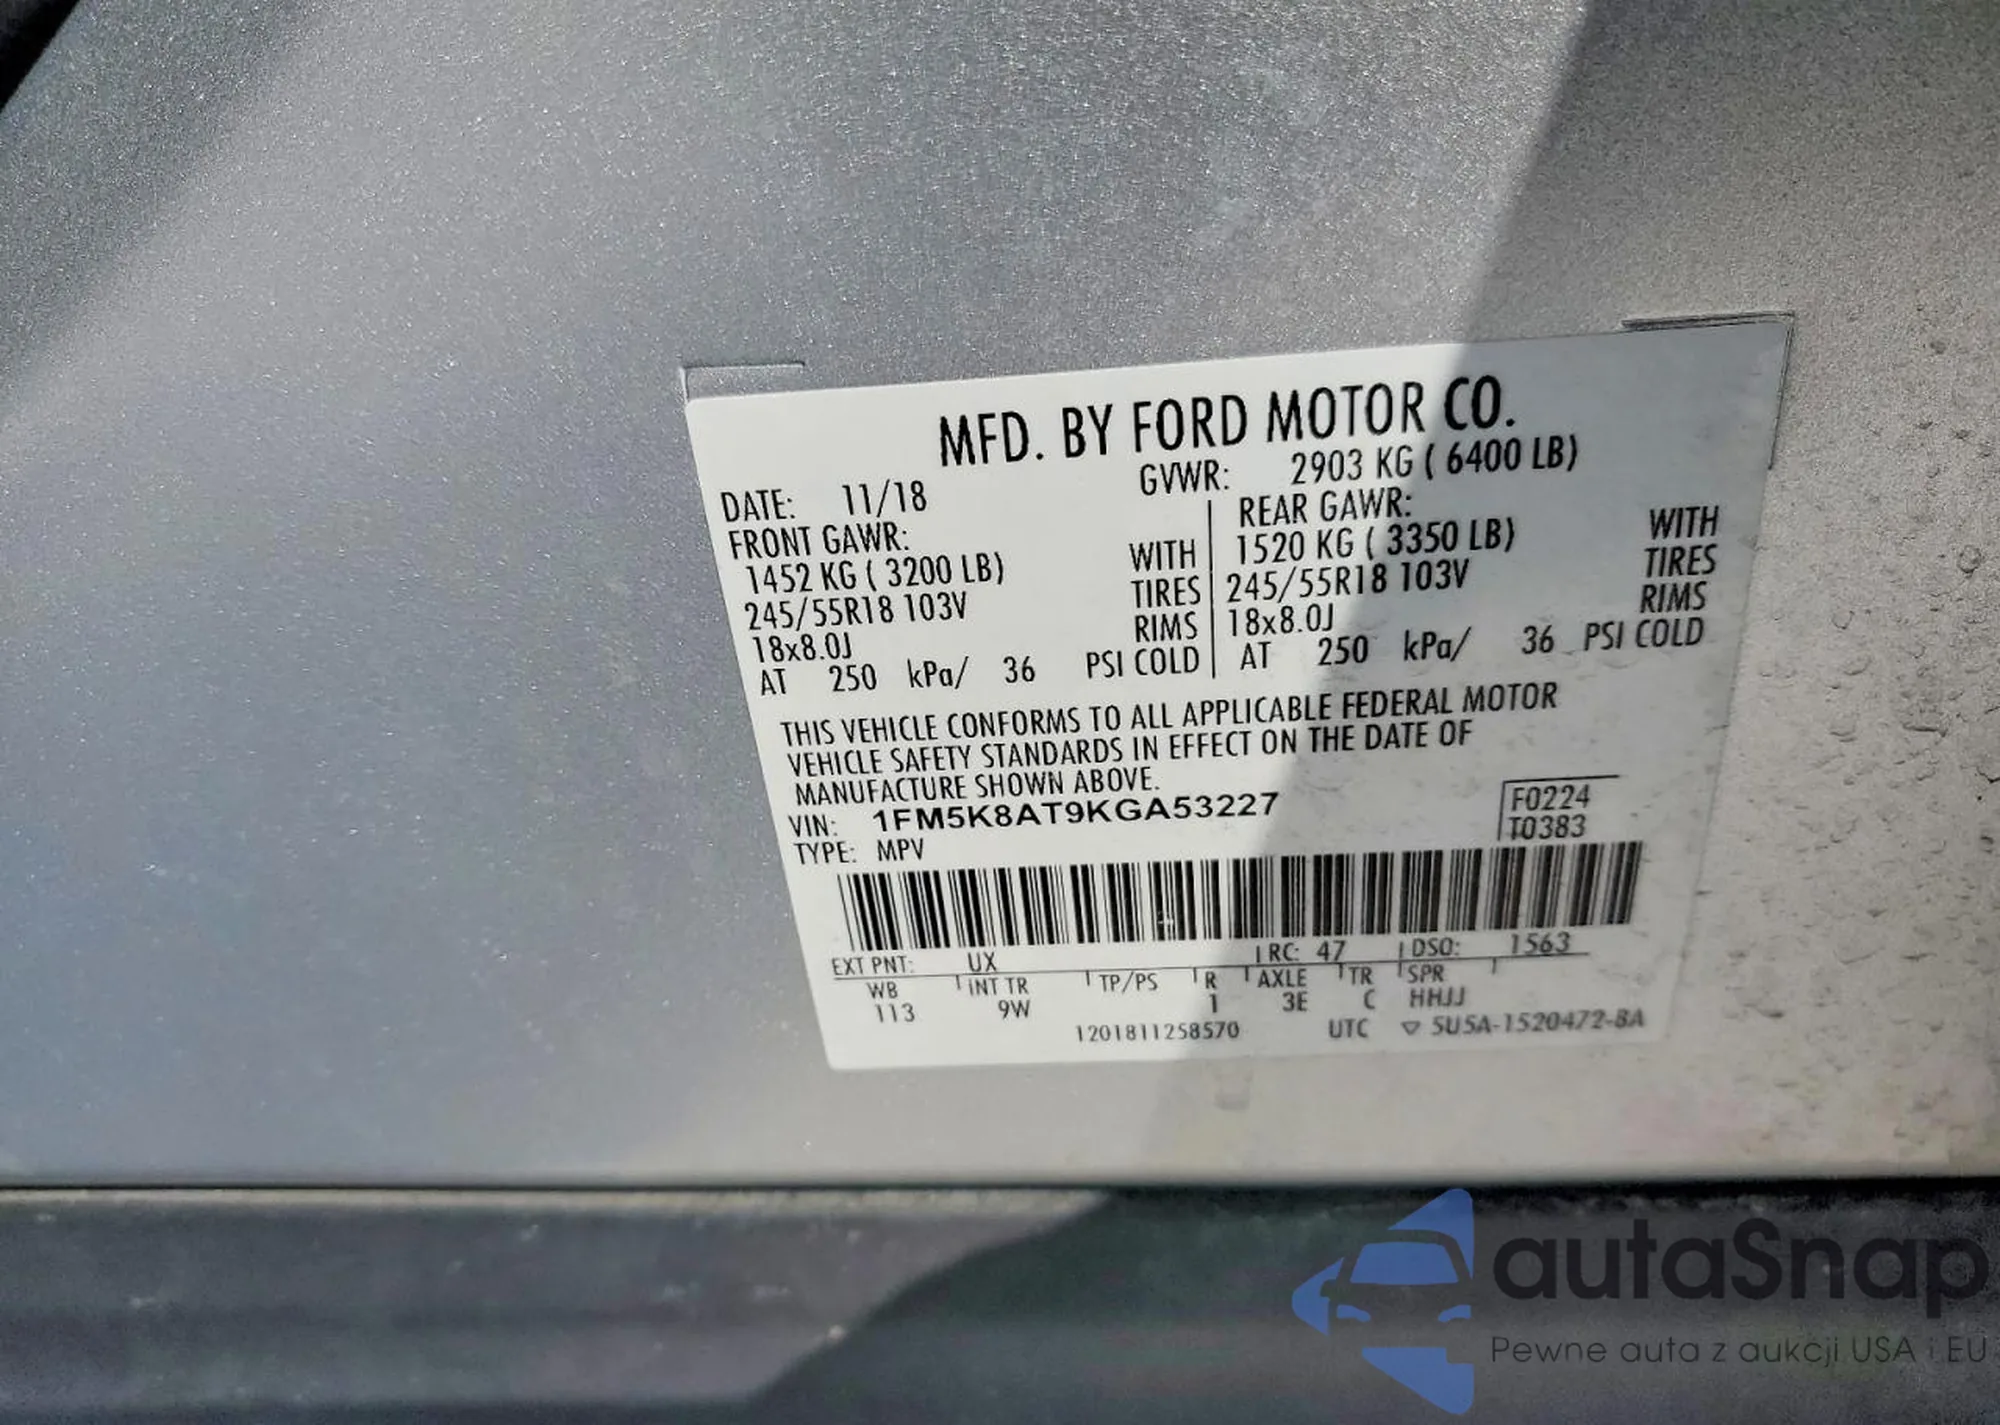 MFD. BY FORD MOTOR CO.
DATE: 11/18 GVWR: 2903 KG ( 6400 LB)
FRONT GAWR: REAR GAWR:
1452 KG ( 3200 LB) WITH 1520 KG ( 3350 LB) WITH
245/55R18 103V TIRES 245/55R18 103V TIRES
18x8.0J RIMS 18x8.0J RIMS
AT 250 kPa/ 36 PSI COLD AT 250 kPa/ 36 PSI COLD
THIS VEHICLE CONFORMS TO ALL APPLICABLE FEDERAL MOTOR
VEHICLE SAFETY STANDARDS IN EFFECT ON THE DATE OF
MANUFACTURE SHOWN ABOVE.
VIN: 1FM5K8AT9KGA53227 F0224
TYPE: MPV T0383
EXT PNT: UX RC: 47 DSO: 1563
WB INT TR TP/PS R AXLE TR SPR
113 9W 1 3E C HHJJ
1201811258570 UTC ▽ 5U5A-1520472-BA
autaSnap
Pewne auta z aukcji USA i EU